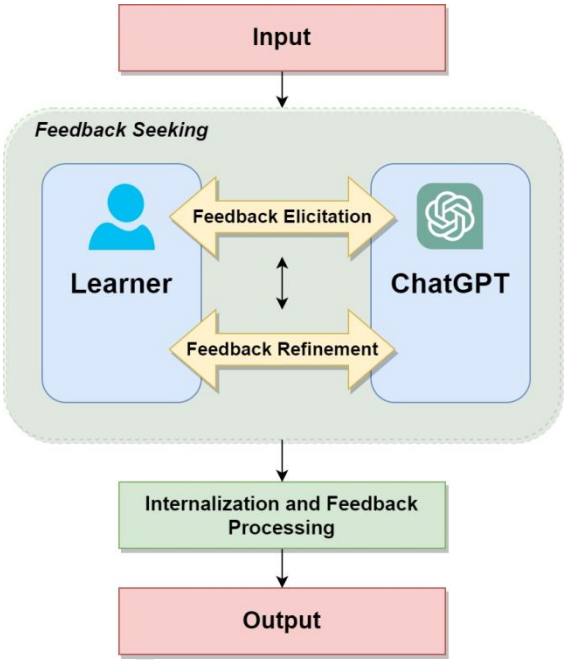 Input
Feedback Seeking
Feedback Elicitation
Learner
ChatGPT
Feedback Refinement
Internalization and Feedback
Processing
Output